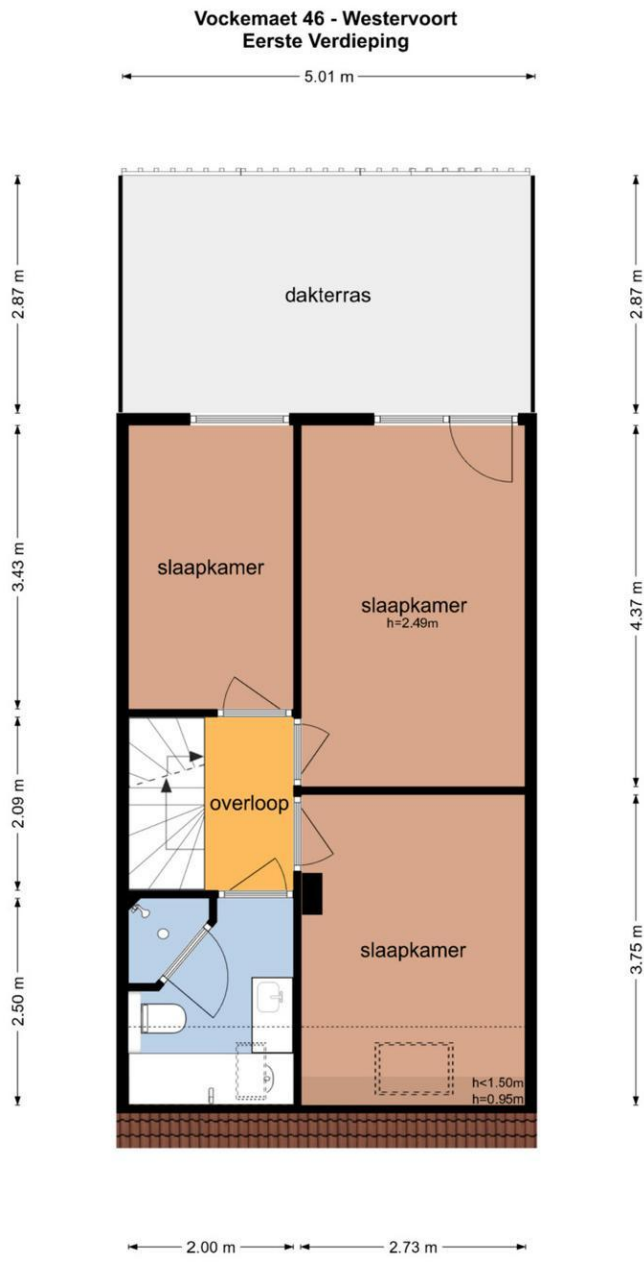 Vockemaet 46 - Westervoort
Eerste Verdieping
5.01 m
2.87 m
2.87 m
dakterras
3.43 m
slaapkamer
slaapkamer
h=2.49m
4.37 m
2.09 m
overloop
2.50 m
slaapkamer
3.75 m
h<1.50m
h=0.95m
2.00 m
2.73 m